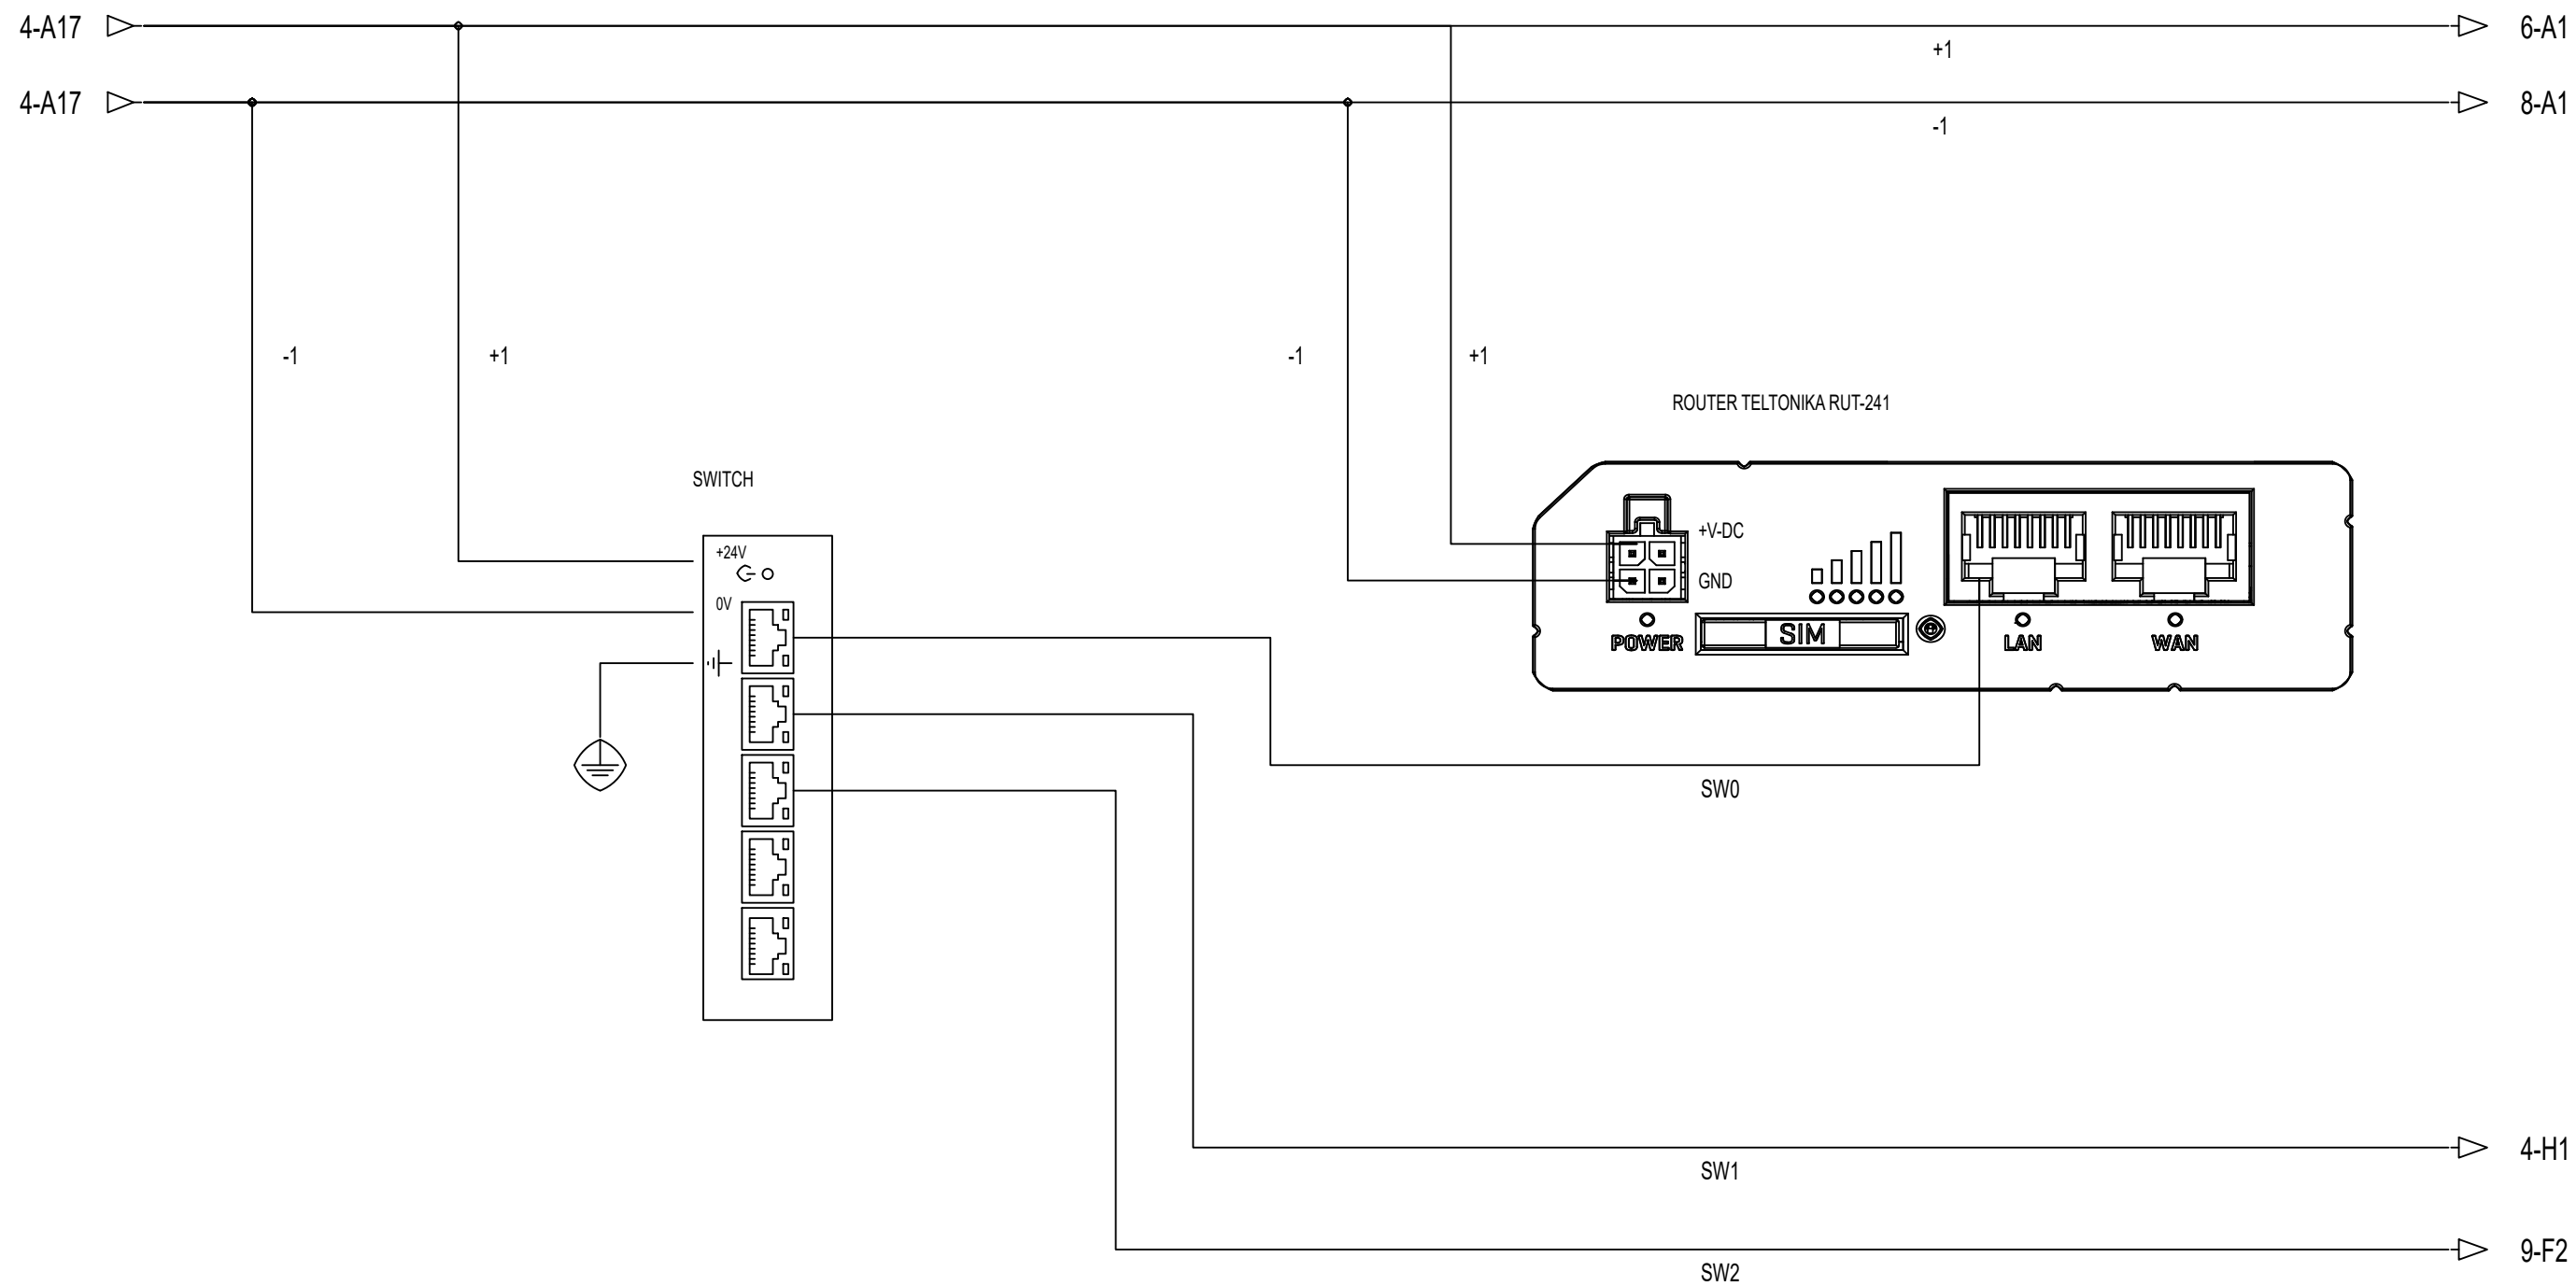 4-A17
6-A1
+1
4-A17
8-A1
-1
-1
+1
-1
+1
ROUTER TELTONIKA RUT-241
SWITCH
+V-DC
+24V
GND
0V
SIM
POWER
LAN
WAN
SW0
4-H1
SW1
9-F2
SW2